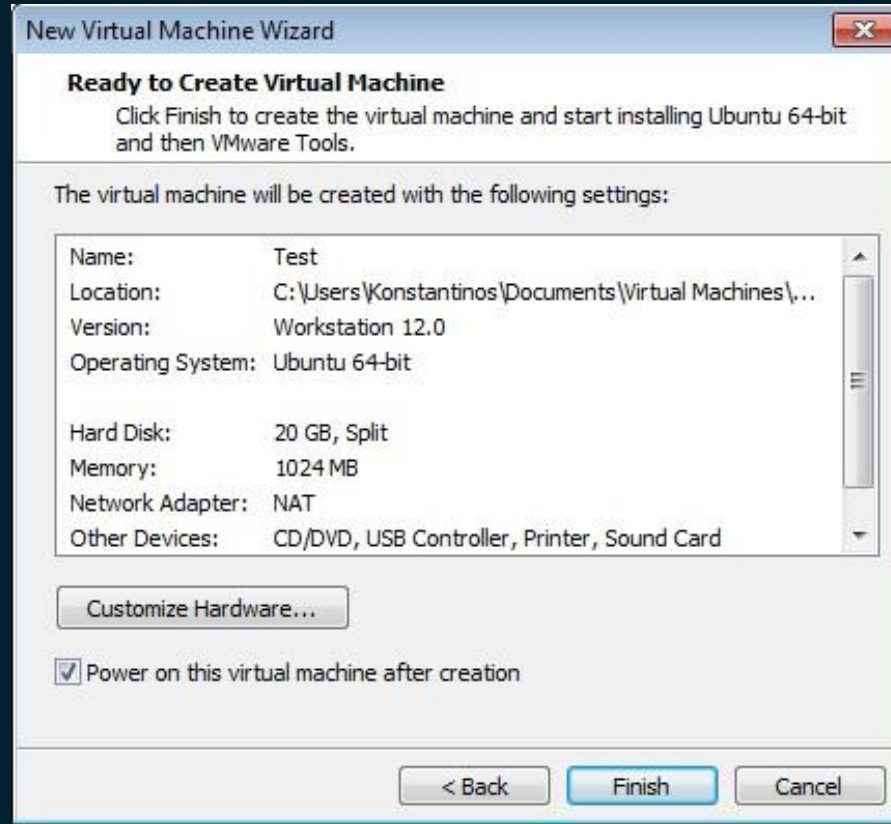 New Virtual Machine Wizard
Ready to Create Virtual Machine
Click Finish to create the virtual machine and start installing Ubuntu 64-bit
and then VMware Tools.
The virtual machine will be created with the following settings:
Name: Test
Location: C:\Users\Konstantinos\Documents\Virtual Machines\...
Version: Workstation 12.0
Operating System: Ubuntu 64-bit
Hard Disk: 20 GB, Split
Memory: 1024 MB
Network Adapter: NAT
Other Devices: CD/DVD, USB Controller, Printer, Sound Card
Customize Hardware...
Power on this virtual machine after creation
< Back Finish Cancel